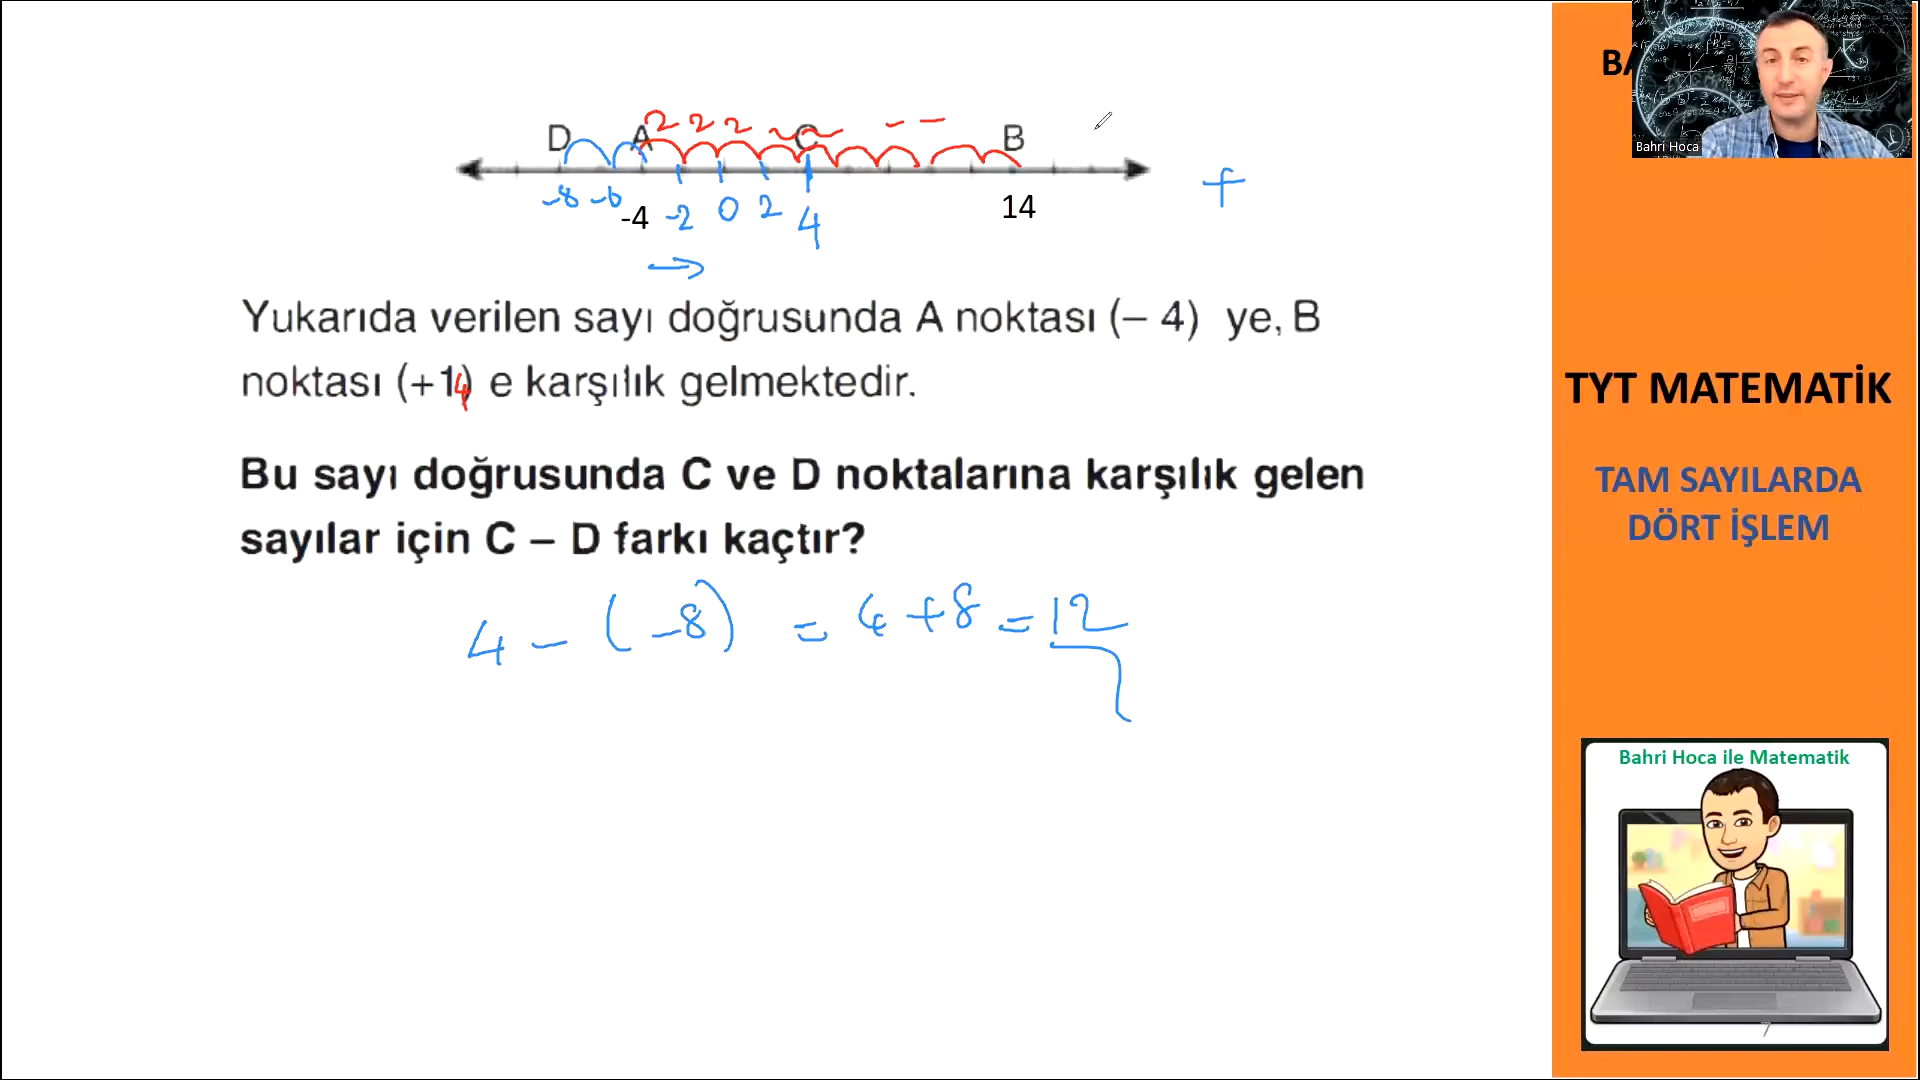 BA
Bahri Hoca
2 2 2
D A C B
-8 -6 -4 -2 0 2 4 14
+
Yukarıda verilen sayı doğrusunda A noktası (– 4) ye, B
noktası (+14) e karşılık gelmektedir.
Bu sayı doğrusunda C ve D noktalarına karşılık gelen
sayılar için C – D farkı kaçtır?
4 - (-8) = 4 + 8 = 12
TYT MATEMATİK
TAM SAYILARDA
DÖRT İŞLEM
Bahri Hoca ile Matematik
7